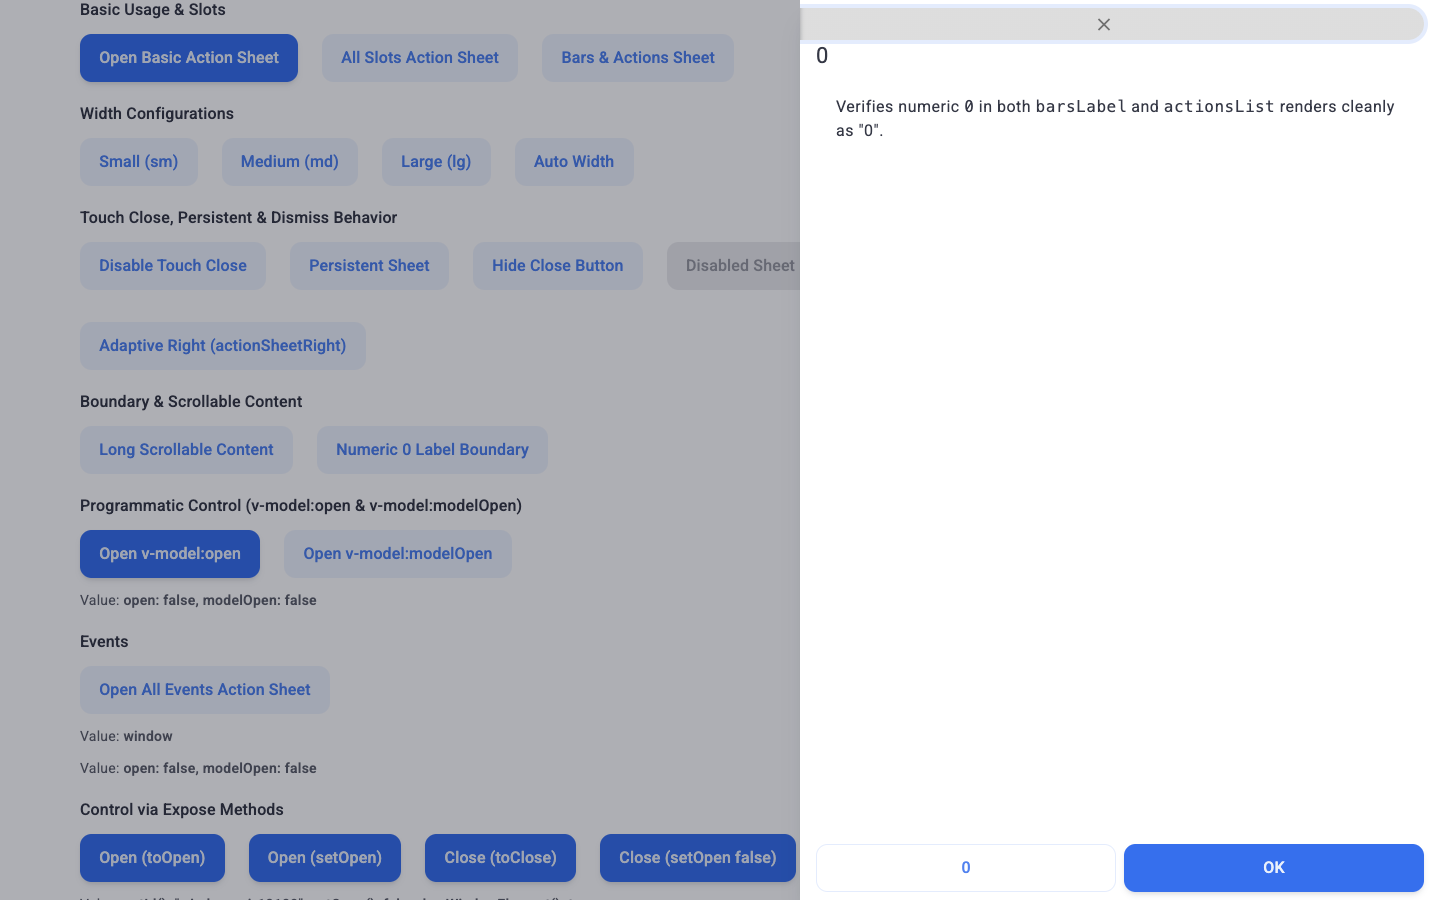 Basic Usage & Slots
Open Basic Action Sheet
All Slots Action Sheet
Bars & Actions Sheet
Width Configurations
Small (sm)
Medium (md)
Large (lg)
Auto Width
Touch Close, Persistent & Dismiss Behavior
Disable Touch Close
Persistent Sheet
Hide Close Button
Disabled Sheet
Adaptive Right (actionSheetRight)
Boundary & Scrollable Content
Long Scrollable Content
Numeric 0 Label Boundary
Programmatic Control (v-model:open & v-model:modelOpen)
Open v-model:open
Open v-model:modelOpen
Value: open: false, modelOpen: false
Events
Open All Events Action Sheet
Value: window
Value: open: false, modelOpen: false
Control via Expose Methods
Open (toOpen)
Open (setOpen)
Close (toClose)
Close (setOpen false)
0
Verifies numeric 0 in both barsLabel and actionsList renders cleanly
as "0".
0
OK